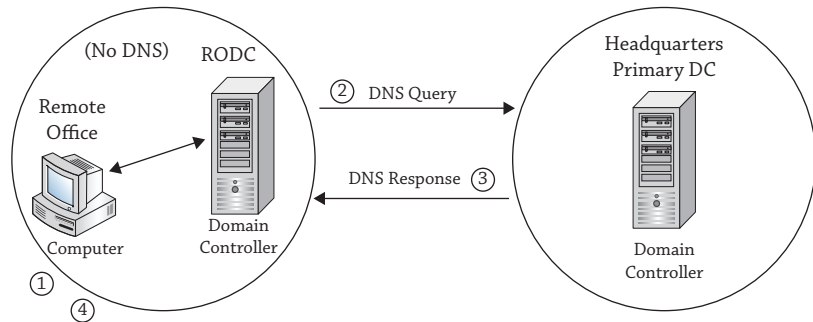 (No DNS)
RODC
Remote
Office
Computer
Domain
Controller
① ④
② DNS Query
DNS Response ③
Headquarters
Primary DC
Domain
Controller